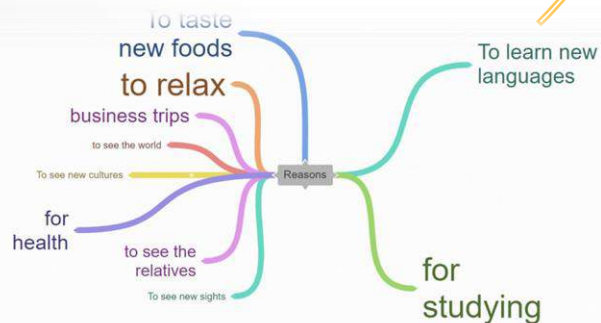 To taste
new foods
to relax
business trips
to see the world
To see new cultures
for
health
to see the
relatives
To see new sights
Reasons
To learn new
languages
for
studying